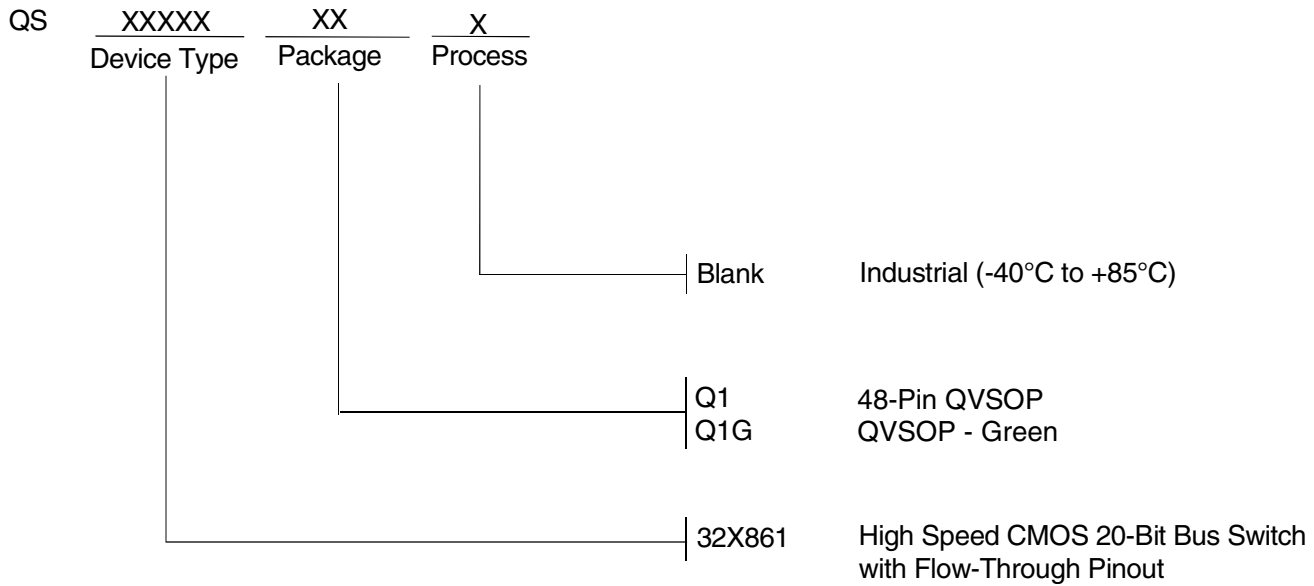 QS XXXXX XX X
Device Type Package Process
Blank Industrial (-40°C to +85°C)
Q1 48-Pin QVSOP
Q1G QVSOP - Green
32X861 High Speed CMOS 20-Bit Bus Switch
with Flow-Through Pinout